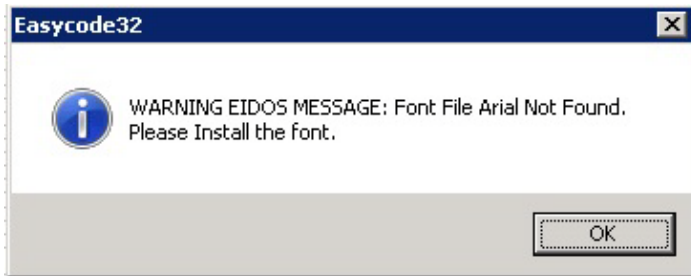 Easycode32
WARNING EIDOS MESSAGE: Font File Arial Not Found.
Please Install the font.
OK